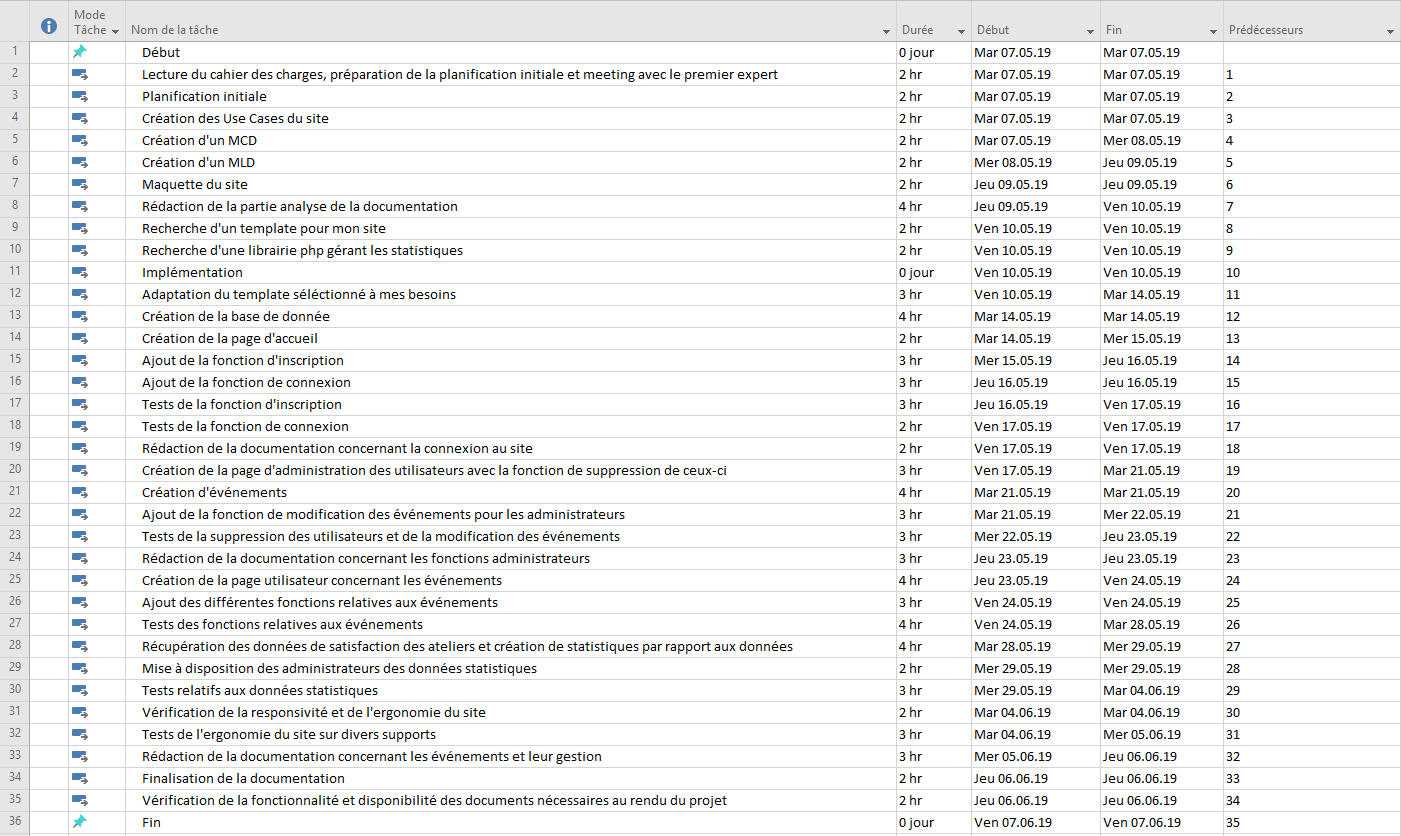 Mode Tâche Nom de la tâche Durée Début Fin Prédécesseurs
1 Début 0 jour Mar 07.05.19 Mar 07.05.19
2 Lecture du cahier des charges, préparation de la planification initiale et meeting avec le premier expert 2 hr Mar 07.05.19 Mar 07.05.19 1
3 Planification initiale 2 hr Mar 07.05.19 Mar 07.05.19 2
4 Création des Use Cases du site 2 hr Mar 07.05.19 Mar 07.05.19 3
5 Création d'un MCD 2 hr Mar 07.05.19 Mer 08.05.19 4
6 Création d'un MLD 2 hr Mer 08.05.19 Jeu 09.05.19 5
7 Maquette du site 2 hr Jeu 09.05.19 Jeu 09.05.19 6
8 Rédaction de la partie analyse de la documentation 4 hr Jeu 09.05.19 Ven 10.05.19 7
9 Recherche d'un template pour mon site 2 hr Ven 10.05.19 Ven 10.05.19 8
10 Recherche d'une librairie php gérant les statistiques 2 hr Ven 10.05.19 Ven 10.05.19 9
11 Implémentation 0 jour Ven 10.05.19 Ven 10.05.19 10
12 Adaptation du template séléctionné à mes besoins 3 hr Ven 10.05.19 Mar 14.05.19 11
13 Création de la base de donnée 4 hr Mar 14.05.19 Mar 14.05.19 12
14 Création de la page d'accueil 2 hr Mar 14.05.19 Mer 15.05.19 13
15 Ajout de la fonction d'inscription 3 hr Mer 15.05.19 Jeu 16.05.19 14
16 Ajout de la fonction de connexion 3 hr Jeu 16.05.19 Jeu 16.05.19 15
17 Tests de la fonction d'inscription 3 hr Jeu 16.05.19 Ven 17.05.19 16
18 Tests de la fonction de connexion 2 hr Ven 17.05.19 Ven 17.05.19 17
19 Rédaction de la documentation concernant la connexion au site 2 hr Ven 17.05.19 Ven 17.05.19 18
20 Création de la page d'administration des utilisateurs avec la fonction de suppression de ceux-ci 3 hr Ven 17.05.19 Mar 21.05.19 19
21 Création d'événements 4 hr Mar 21.05.19 Mar 21.05.19 20
22 Ajout de la fonction de modification des événements pour les administrateurs 3 hr Mar 21.05.19 Mer 22.05.19 21
23 Tests de la suppression des utilisateurs et de la modification des événements 3 hr Mer 22.05.19 Jeu 23.05.19 22
24 Rédaction de la documentation concernant les fonctions administrateurs 3 hr Jeu 23.05.19 Jeu 23.05.19 23
25 Création de la page utilisateur concernant les événements 4 hr Jeu 23.05.19 Ven 24.05.19 24
26 Ajout des différentes fonctions relatives aux événements 3 hr Ven 24.05.19 Ven 24.05.19 25
27 Tests des fonctions relatives aux événements 4 hr Ven 24.05.19 Mar 28.05.19 26
28 Récupération des données de satisfaction des ateliers et création de statistiques par rapport aux données 4 hr Mar 28.05.19 Mer 29.05.19 27
29 Mise à disposition des administrateurs des données statistiques 2 hr Mer 29.05.19 Mer 29.05.19 28
30 Tests relatifs aux données statistiques 3 hr Mer 29.05.19 Mar 04.06.19 29
31 Vérification de la responsivité et de l'ergonomie du site 2 hr Mar 04.06.19 Mar 04.06.19 30
32 Tests de l'ergonomie du site sur divers supports 3 hr Mar 04.06.19 Mer 05.06.19 31
33 Rédaction de la documentation concernant les événements et leur gestion 3 hr Mer 05.06.19 Jeu 06.06.19 32
34 Finalisation de la documentation 2 hr Jeu 06.06.19 Jeu 06.06.19 33
35 Vérification de la fonctionnalité et disponibilité des documents nécessaires au rendu du projet 2 hr Jeu 06.06.19 Jeu 06.06.19 34
36 Fin 0 jour Ven 07.06.19 Ven 07.06.19 35